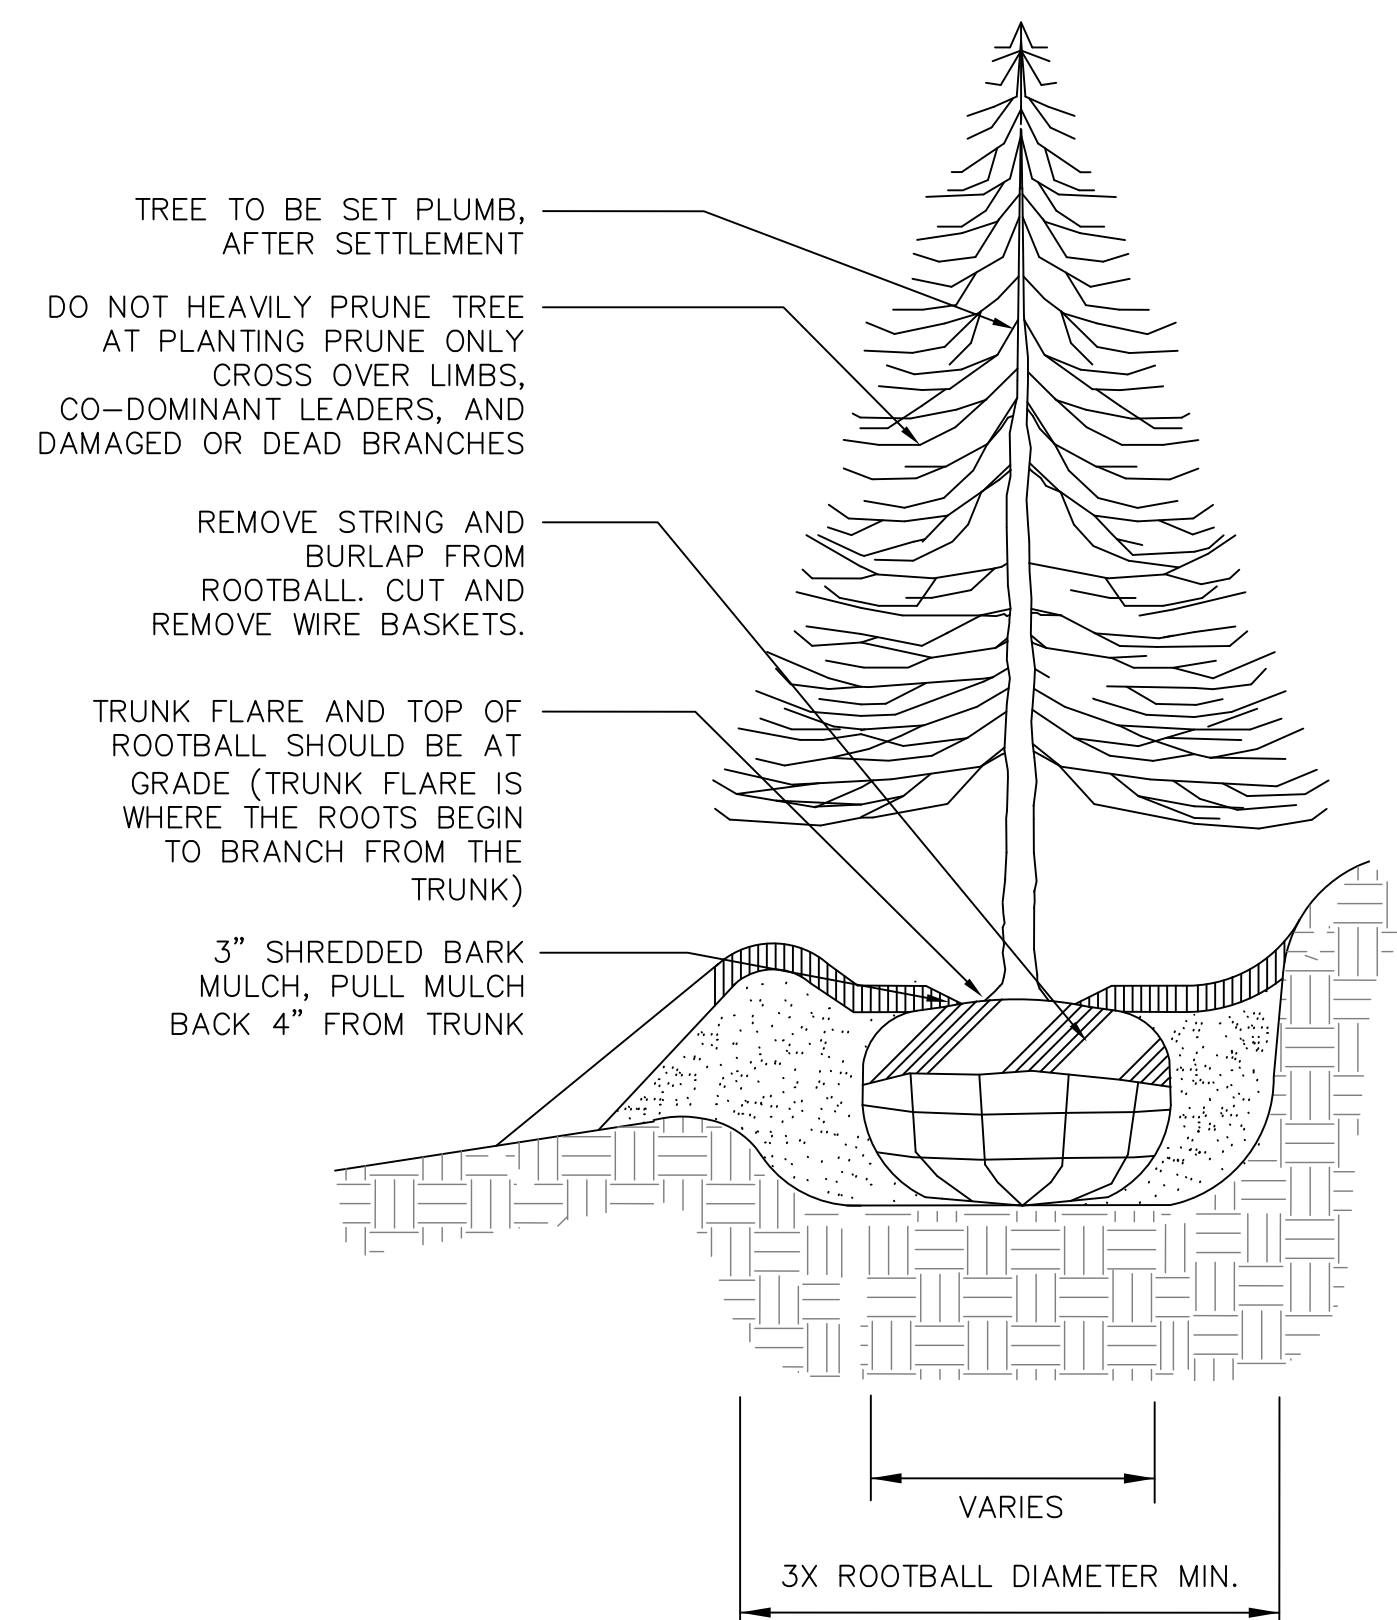 TREE TO BE SET PLUMB,
AFTER SETTLEMENT
DO NOT HEAVILY PRUNE TREE
AT PLANTING PRUNE ONLY
CROSS OVER LIMBS,
CO-DOMINANT LEADERS, AND
DAMAGED OR DEAD BRANCHES
REMOVE STRING AND
BURLAP FROM
ROOTBALL. CUT AND
REMOVE WIRE BASKETS.
TRUNK FLARE AND TOP OF
ROOTBALL SHOULD BE AT
GRADE (TRUNK FLARE IS
WHERE THE ROOTS BEGIN
TO BRANCH FROM THE
TRUNK)
3" SHREDDED BARK
MULCH, PULL MULCH
BACK 4" FROM TRUNK
VARIES
3X ROOTBALL DIAMETER MIN.